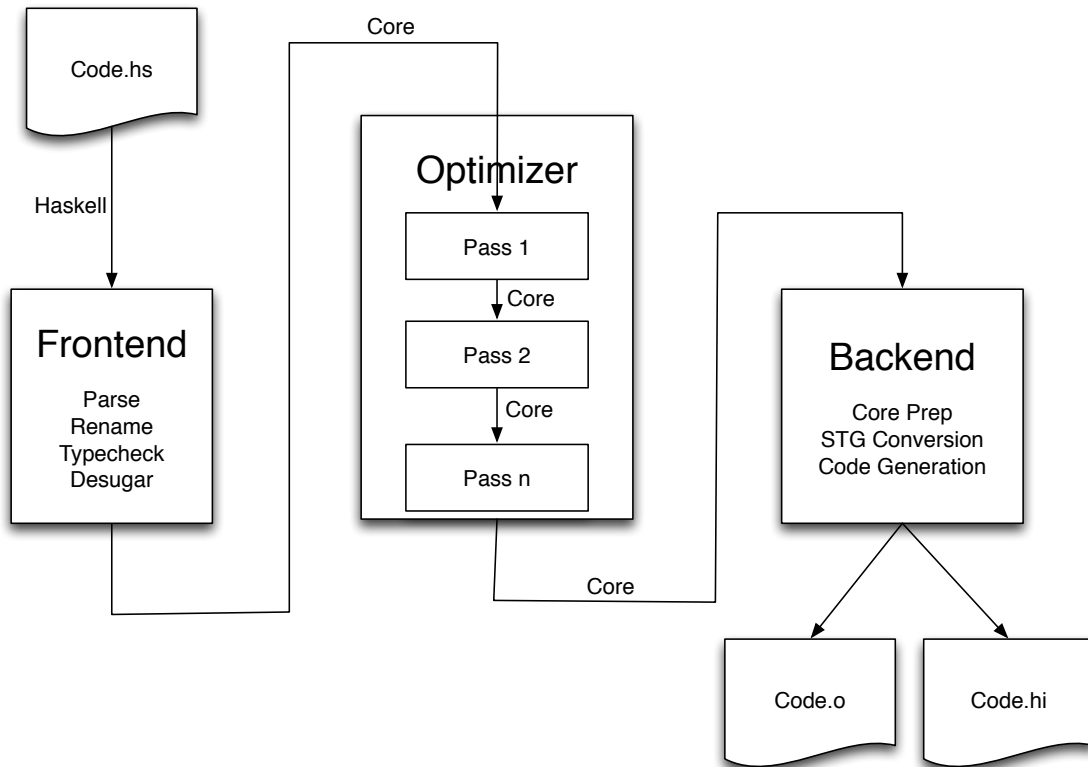 Code.hs
Haskell
Frontend
Parse
Rename
Typecheck
Desugar
Core
Optimizer
Pass 1
Core
Pass 2
Core
Pass n
Core
Backend
Core Prep
STG Conversion
Code Generation
Code.o
Code.hi